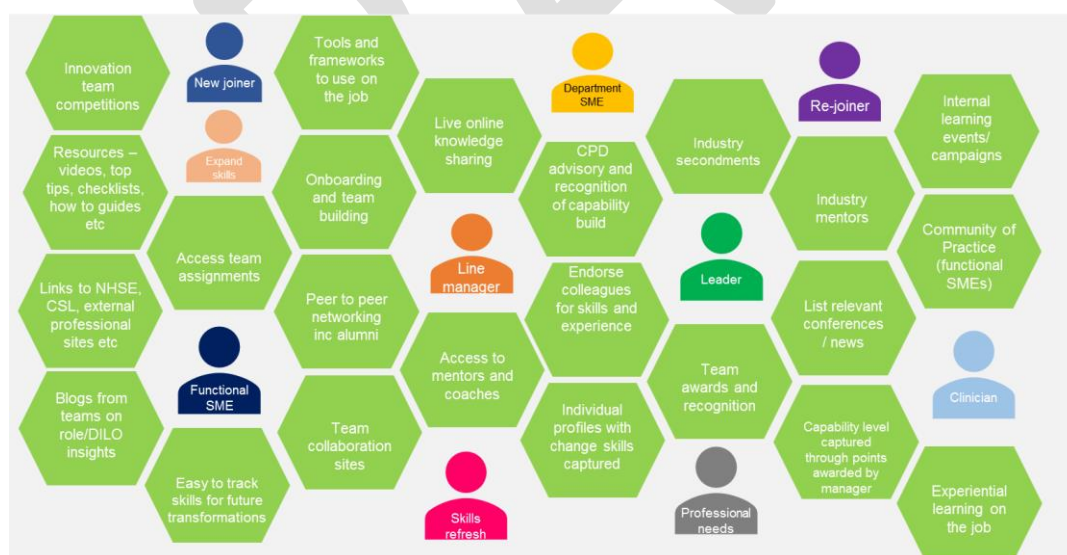 Innovation
team
competitions
New joiner
Tools and
frameworks
to use on
the job
Department
SME
Re-joiner
Internal
learning
events/
campaigns
Live online
knowledge
sharing
Industry
secondments
Resources –
videos, top
tips, checklists,
how to guides
etc
Expand
skills
Onboarding
and team
building
CPD
advisory and
recognition
of capability
build
Industry
mentors
Access team
assignments
Line
manager
Leader
Community of
Practice
(functional
SMEs)
Links to NHSE,
CSL, external
professional
sites etc
Peer to peer
networking
inc alumni
Endorse
colleagues
for skills and
experience
List relevant
conferences
/ news
Functional
SME
Access to
mentors and
coaches
Team
awards and
recognition
Clinician
Blogs from
teams on
role/DILO
insights
Team
collaboration
sites
Individual
profiles with
change skills
captured
Capability level
captured
through points
awarded by
manager
Easy to track
skills for future
transformations
Skills
refresh
Professional
needs
Experiential
learning on
the job